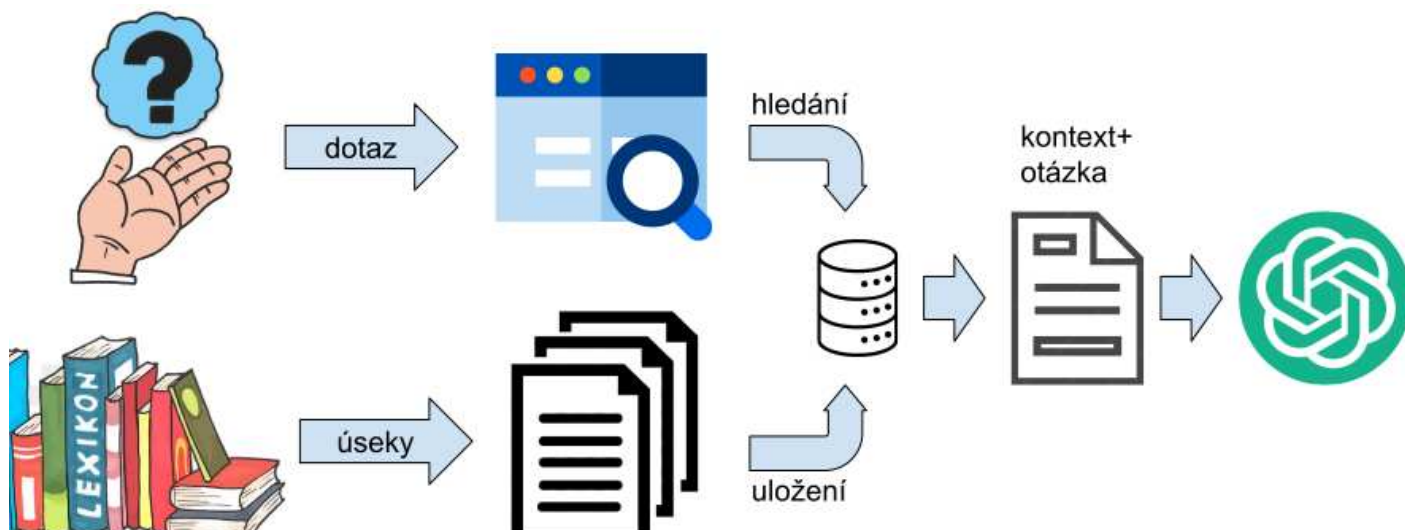 ?
dotaz
hledání
kontext+
otázka
LEXIKON
úseky
uložení